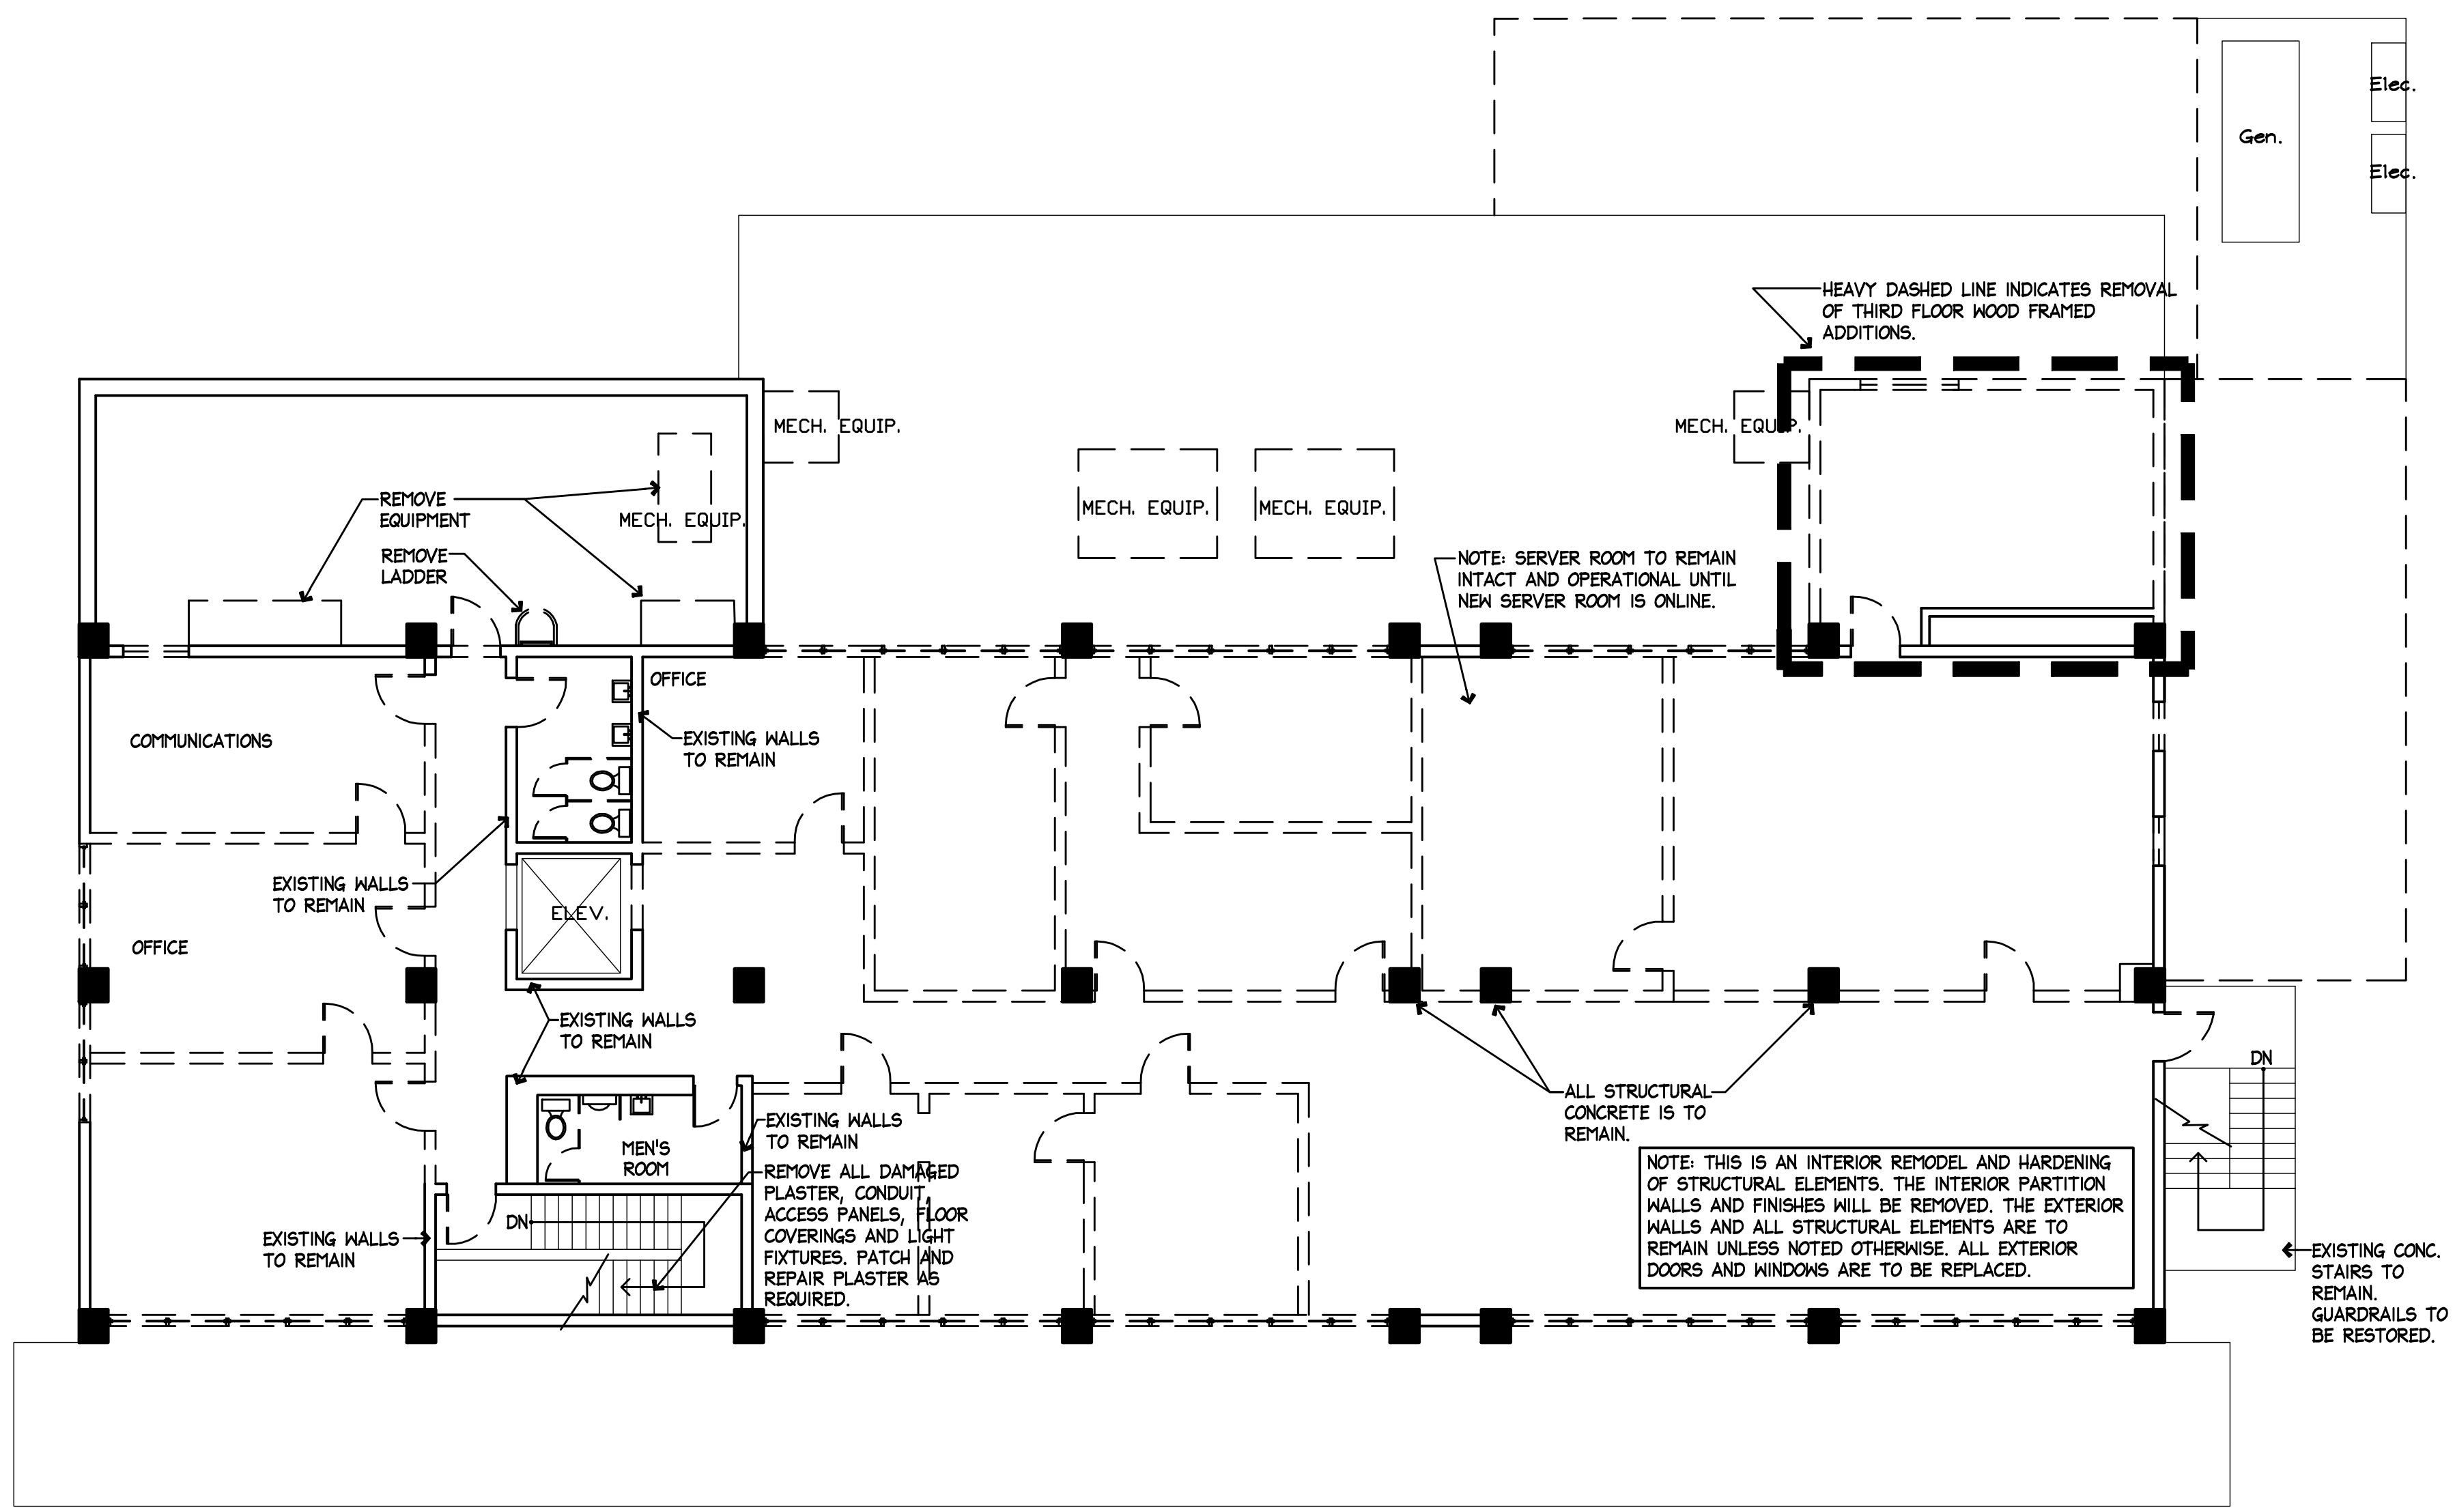 Elec.
Gen.
Elec.
HEAVY DASHED LINE INDICATES REMOVAL
OF THIRD FLOOR WOOD FRAMED
ADDITIONS.
MECH. EQUIP.
MECH. EQUIP.
REMOVE
EQUIPMENT
MECH. EQUIP.
MECH. EQUIP.
MECH. EQUIP.
REMOVE
LADDER
NOTE: SERVER ROOM TO REMAIN
INTACT AND OPERATIONAL UNTIL
NEW SERVER ROOM IS ONLINE.
OFFICE
COMMUNICATIONS
EXISTING WALLS
TO REMAIN
EXISTING WALLS
TO REMAIN
ELEV.
OFFICE
EXISTING WALLS
TO REMAIN
DN
ALL STRUCTURAL
CONCRETE IS TO
REMAIN.
EXISTING WALLS
TO REMAIN
MEN'S
ROOM
REMOVE ALL DAMAGED
PLASTER, CONDUIT,
ACCESS PANELS, FLOOR
COVERINGS AND LIGHT
FIXTURES. PATCH AND
REPAIR PLASTER AS
REQUIRED.
NOTE: THIS IS AN INTERIOR REMODEL AND HARDENING
OF STRUCTURAL ELEMENTS. THE INTERIOR PARTITION
WALLS AND FINISHES WILL BE REMOVED. THE EXTERIOR
WALLS AND ALL STRUCTURAL ELEMENTS ARE TO
REMAIN UNLESS NOTED OTHERWISE. ALL EXTERIOR
DOORS AND WINDOWS ARE TO BE REPLACED.
DN
EXISTING WALLS
TO REMAIN
EXISTING CONC.
STAIRS TO
REMAIN.
GUARDRAILS TO
BE RESTORED.